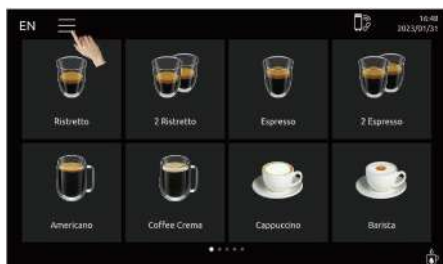 EN
16:48
2023/01/31
Ristretto
2 Ristretto
Espresso
2 Espresso
Americano
Coffee Crema
Cappuccino
Barista